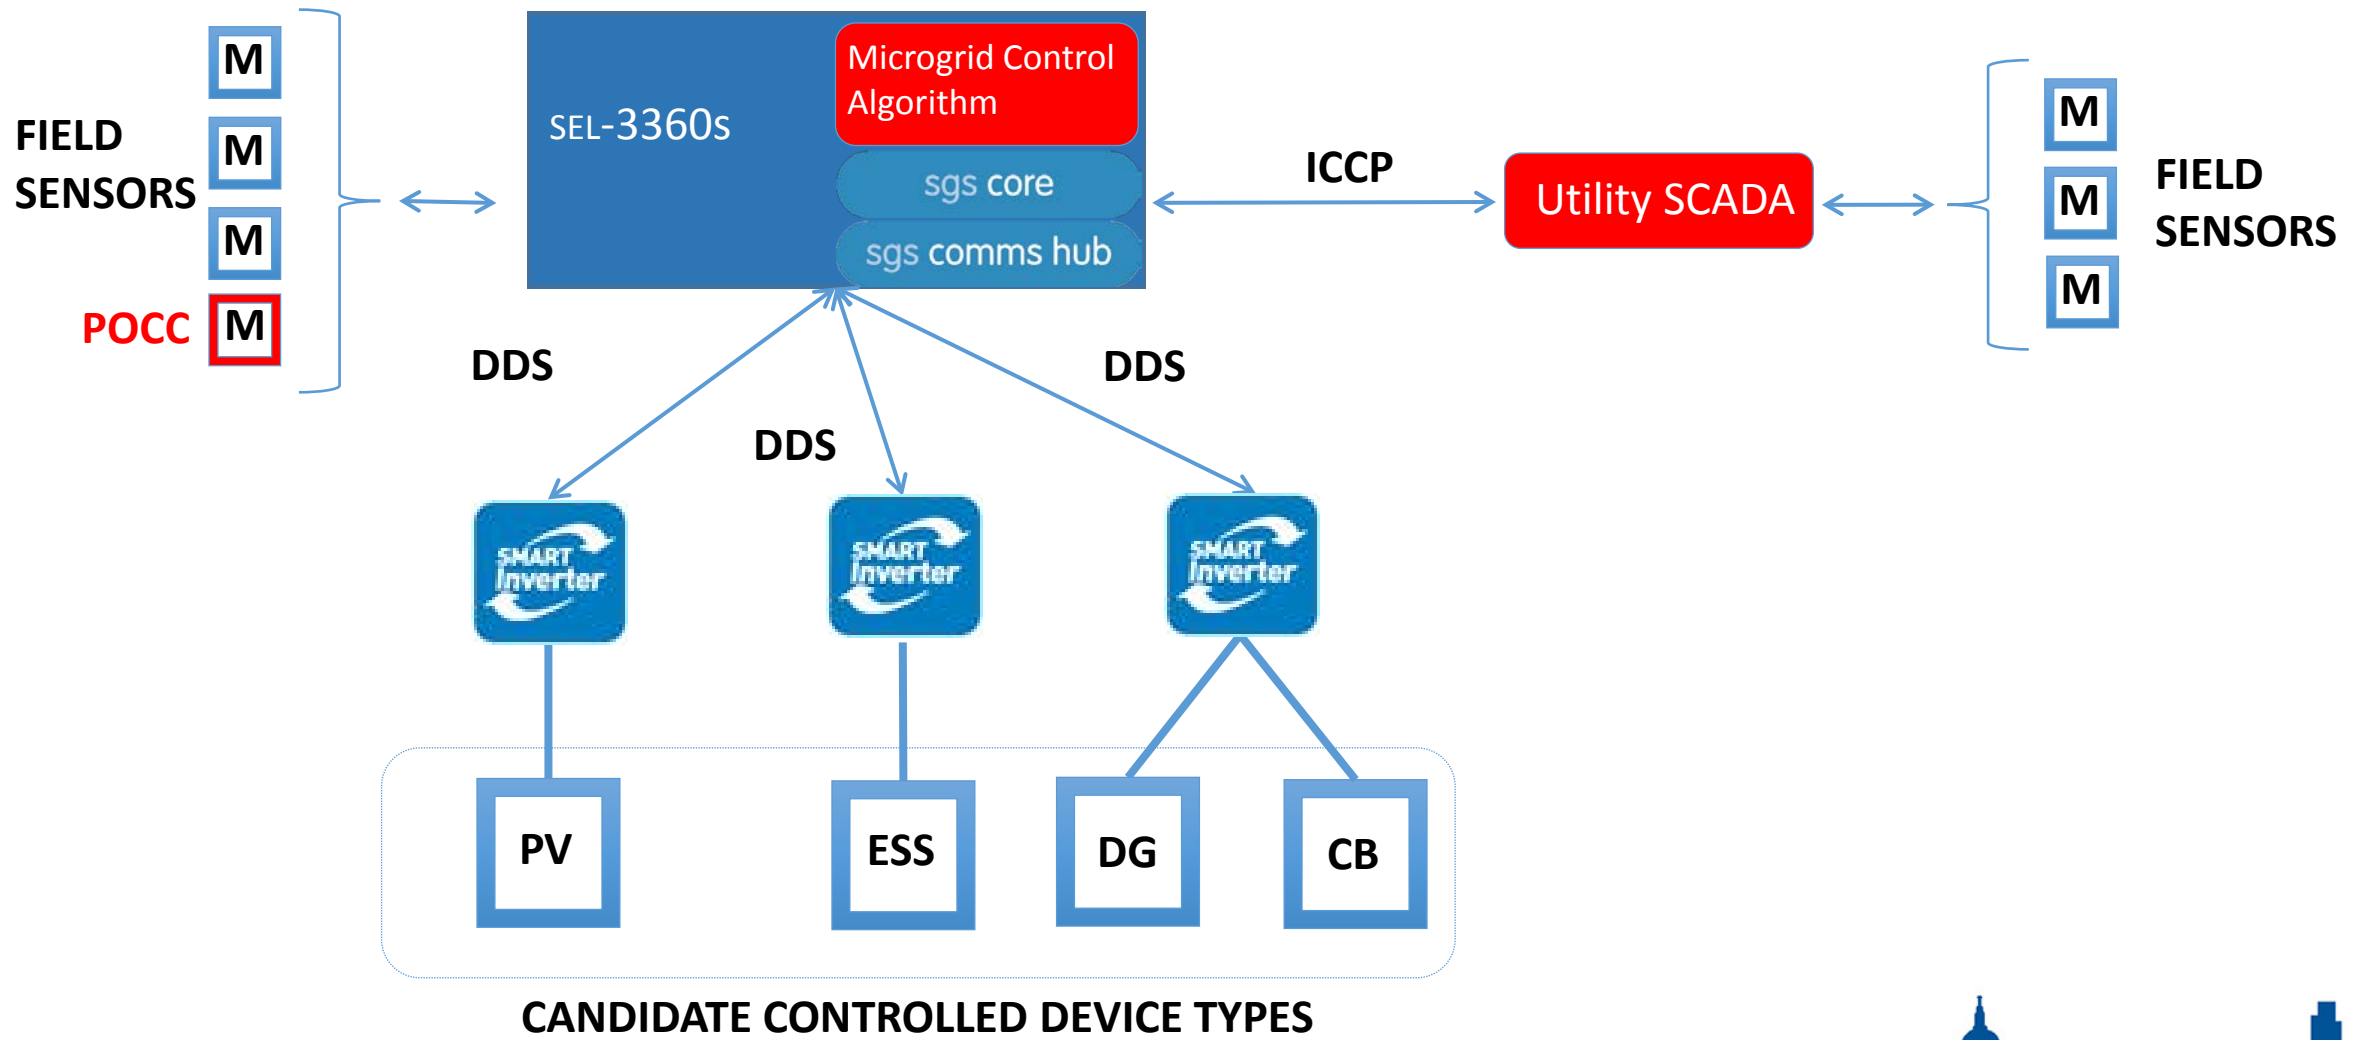 M
M
M
M
FIELD
SENSORS
POCC
SEL-3360s
Microgrid Control
Algorithm
sgs core
sgs comms hub
ICCP
Utility SCADA
M
M
M
FIELD
SENSORS
DDS
DDS
DDS
SMART
Inverter
SMART
Inverter
SMART
Inverter
PV
ESS
DG
CB
CANDIDATE CONTROLLED DEVICE TYPES